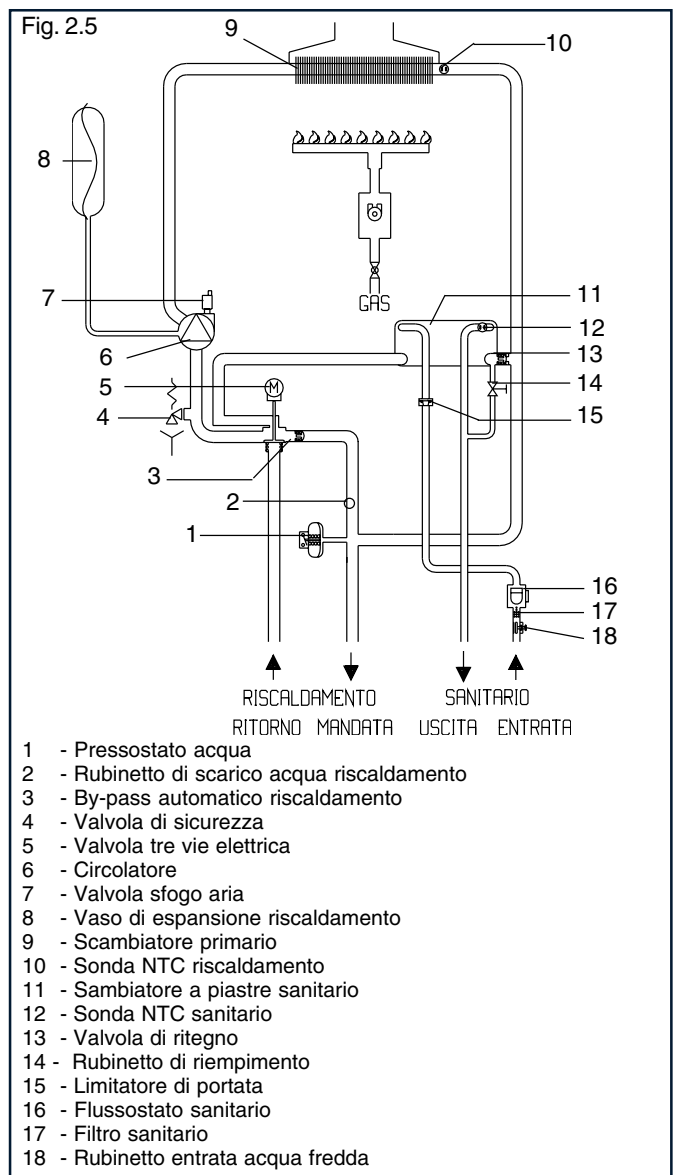 Fig. 2.5
9
10
8
7
6
5
4
3
2
1
GAS
11
12
13
14
15
16
17
18
RISCALDAMENTO SANITARIO
RITORNO MANDATA USCITA ENTRATA
1 - Pressostato acqua
2 - Rubinetto di scarico acqua riscaldamento
3 - By-pass automatico riscaldamento
4 - Valvola di sicurezza
5 - Valvola tre vie elettrica
6 - Circolatore
7 - Valvola sfogo aria
8 - Vaso di espansione riscaldamento
9 - Scambiatore primario
10 - Sonda NTC riscaldamento
11 - Sambiatore a piastre sanitario
12 - Sonda NTC sanitario
13 - Valvola di ritegno
14 - Rubinetto di riempimento
15 - Limitatore di portata
16 - Flussostato sanitario
17 - Filtro sanitario
18 - Rubinetto entrata acqua fredda
M